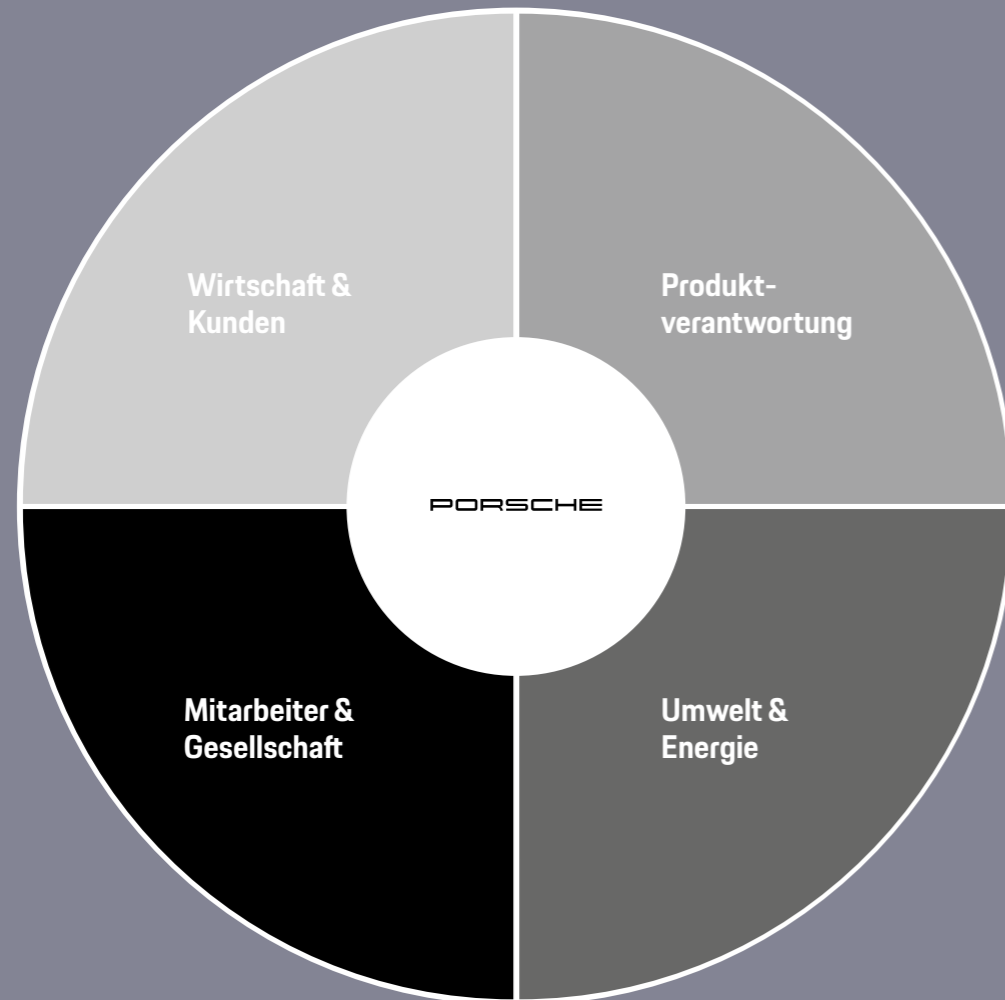 Wirtschaft &
Kunden
Produkt-
verantwortung
PORSCHE
Mitarbeiter &
Gesellschaft
Umwelt &
Energie